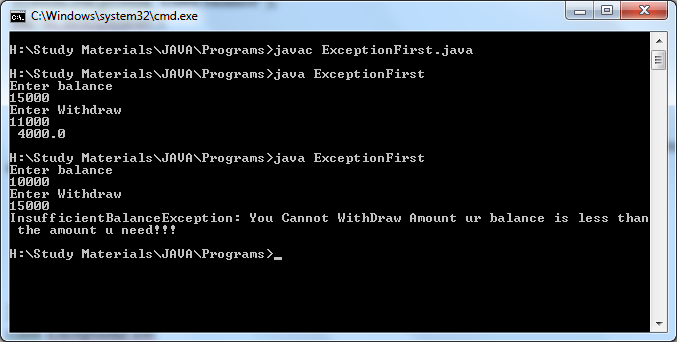 C:\Windows\system32\cmd.exe
H:\Study Materials\JAVA\Programs>javac ExceptionFirst.java
H:\Study Materials\JAVA\Programs>java ExceptionFirst
Enter balance
15000
Enter Withdraw
11000
 4000.0
H:\Study Materials\JAVA\Programs>java ExceptionFirst
Enter balance
10000
Enter Withdraw
15000
InsufficientBalanceException: You Cannot WithDraw Amount ur balance is less than
 the amount u need!!!
H:\Study Materials\JAVA\Programs>_